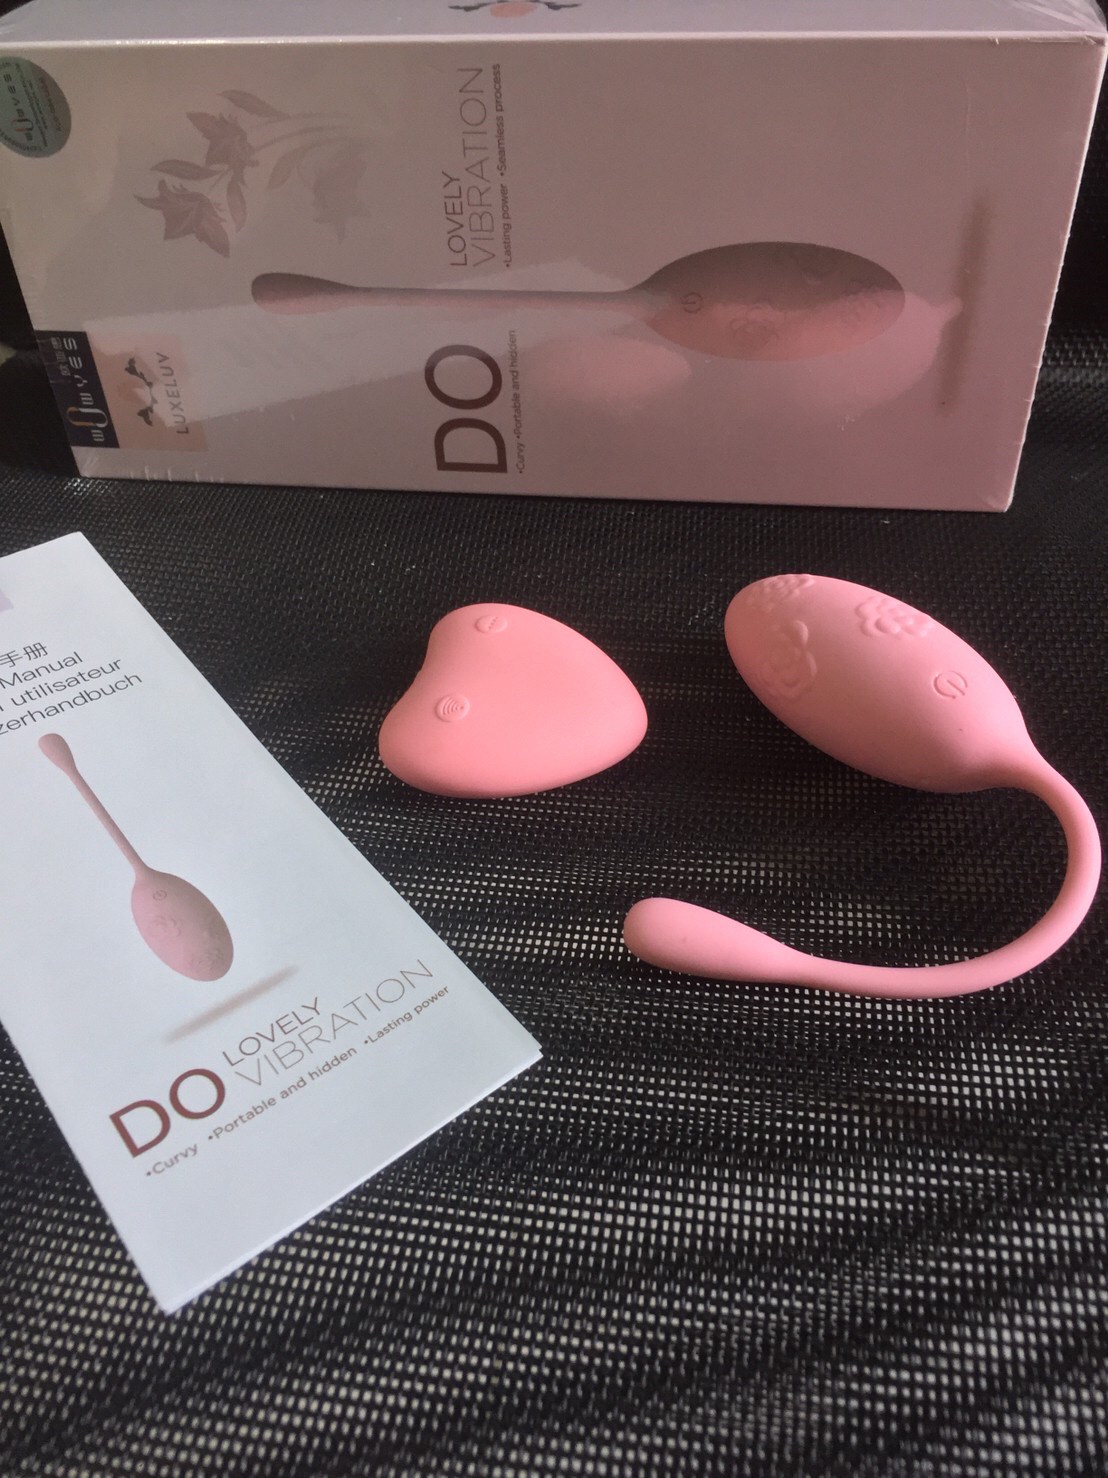 LOVELY
VIBRATION
•Lasting power •Seamless process
DO
•Curvy •Portable and hidden
WOWYES
LUXELUV
手册
Manual
utilisateur
zerhandbuch
DO LOVELY
VIBRATION
•Curvy •Portable and hidden •Lasting power